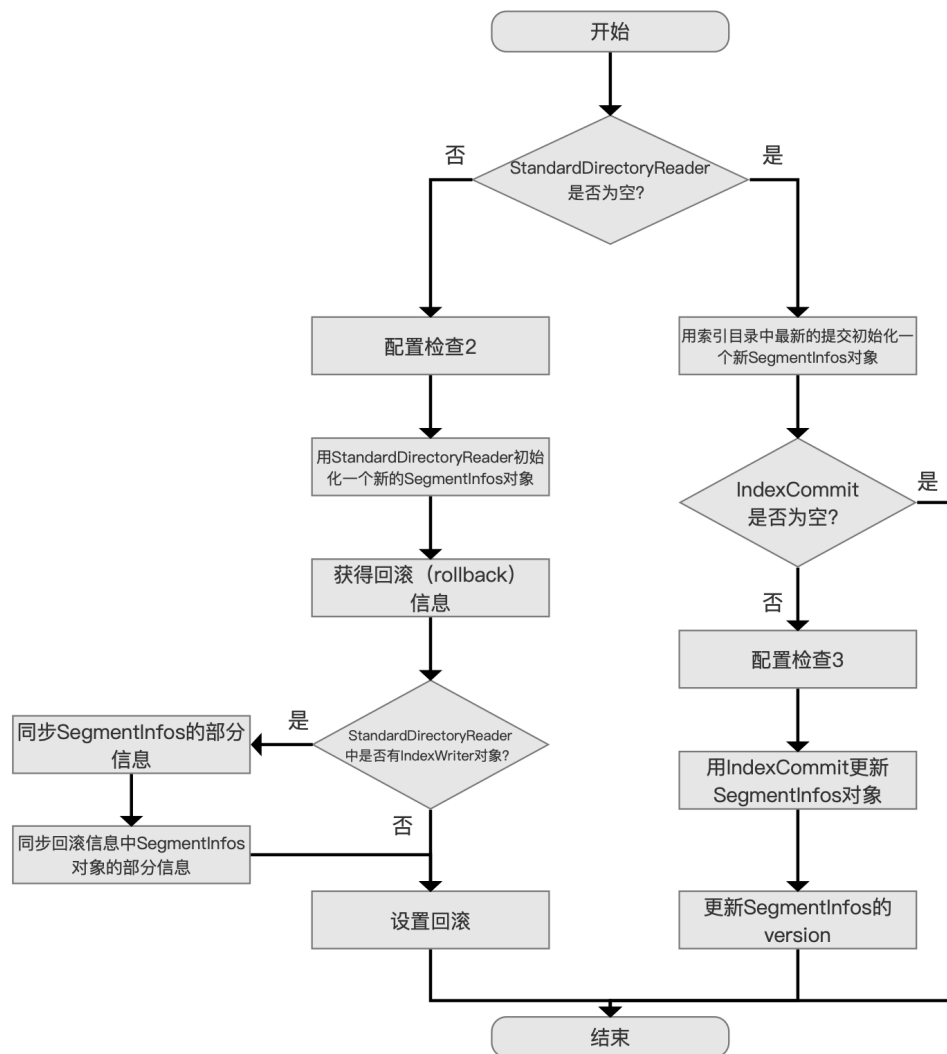 开始
否
是
StandardDirectoryReader
是否为空？
配置检查2
用索引目录中最新的提交初始化一
个新SegmentInfos对象
用StandardDirectoryReader初始
化一个新的SegmentInfos对象
IndexCommit
是否为空？
是
获得回滚（rollback）
信息
否
配置检查3
同步SegmentInfos的部分
信息
是
StandardDirectoryReader
中是否有IndexWriter对象？
用IndexCommit更新
SegmentInfos对象
否
同步回滚信息中SegmentInfos
对象的部分信息
设置回滚
更新SegmentInfos的
version
结束